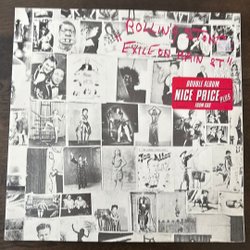 "ROLLING STONES
EXILE ON MAIN ST"
DOUBLE ALBUM
NICE PRICE